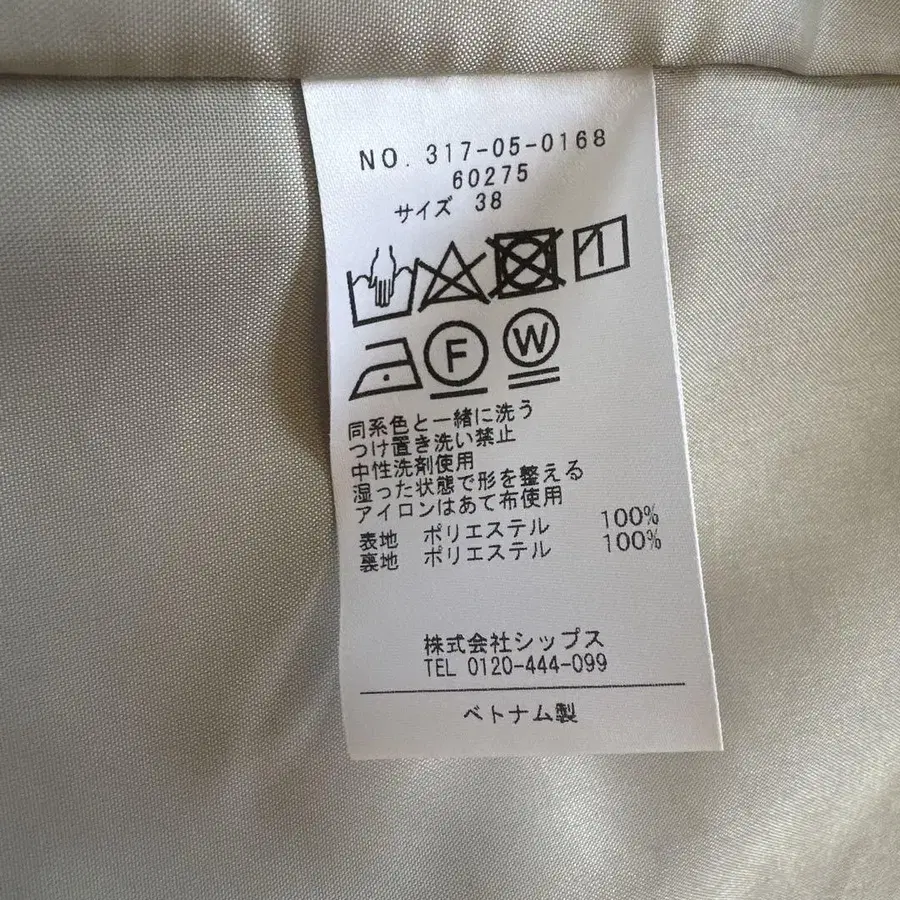 NO. 317-05-0168
60275
サイズ 38
F W
同系色と一緒に洗う
つけ置き洗い禁止
中性洗剤使用
湿った状態で形を整える
アイロンはあて布使用
表地 ポリエステル 100%
裏地 ポリエステル 100%
株式会社シップス
TEL 0120-444-099
ベトナム製